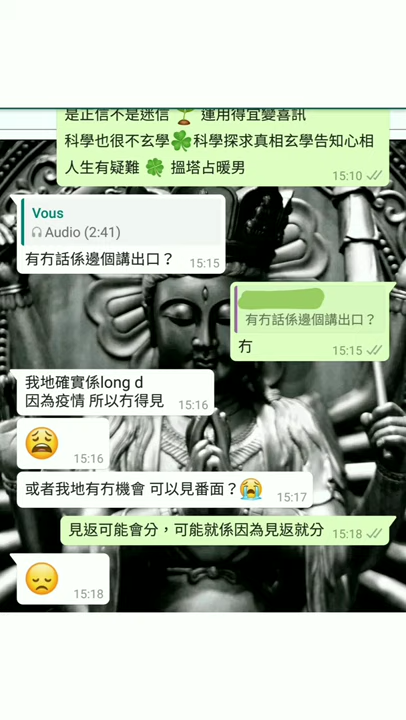 是正信不是迷信🌱 運用得宜變喜訊
科學也很不玄學🍀科學探求真相玄學告知心相
人生有疑難 🍀 搵塔占暖男
15:10
Vous
Audio (2:41)
有冇話係邊個講出口？ 15:15
有冇話係邊個講出口？
冇 15:15
我地確實係long d
因為疫情 所以冇得見 15:16
😩 15:16
或者我地有冇機會 可以見番面？😭 15:17
見返可能會分，可能就係因為見返就分 15:18
😞 15:18